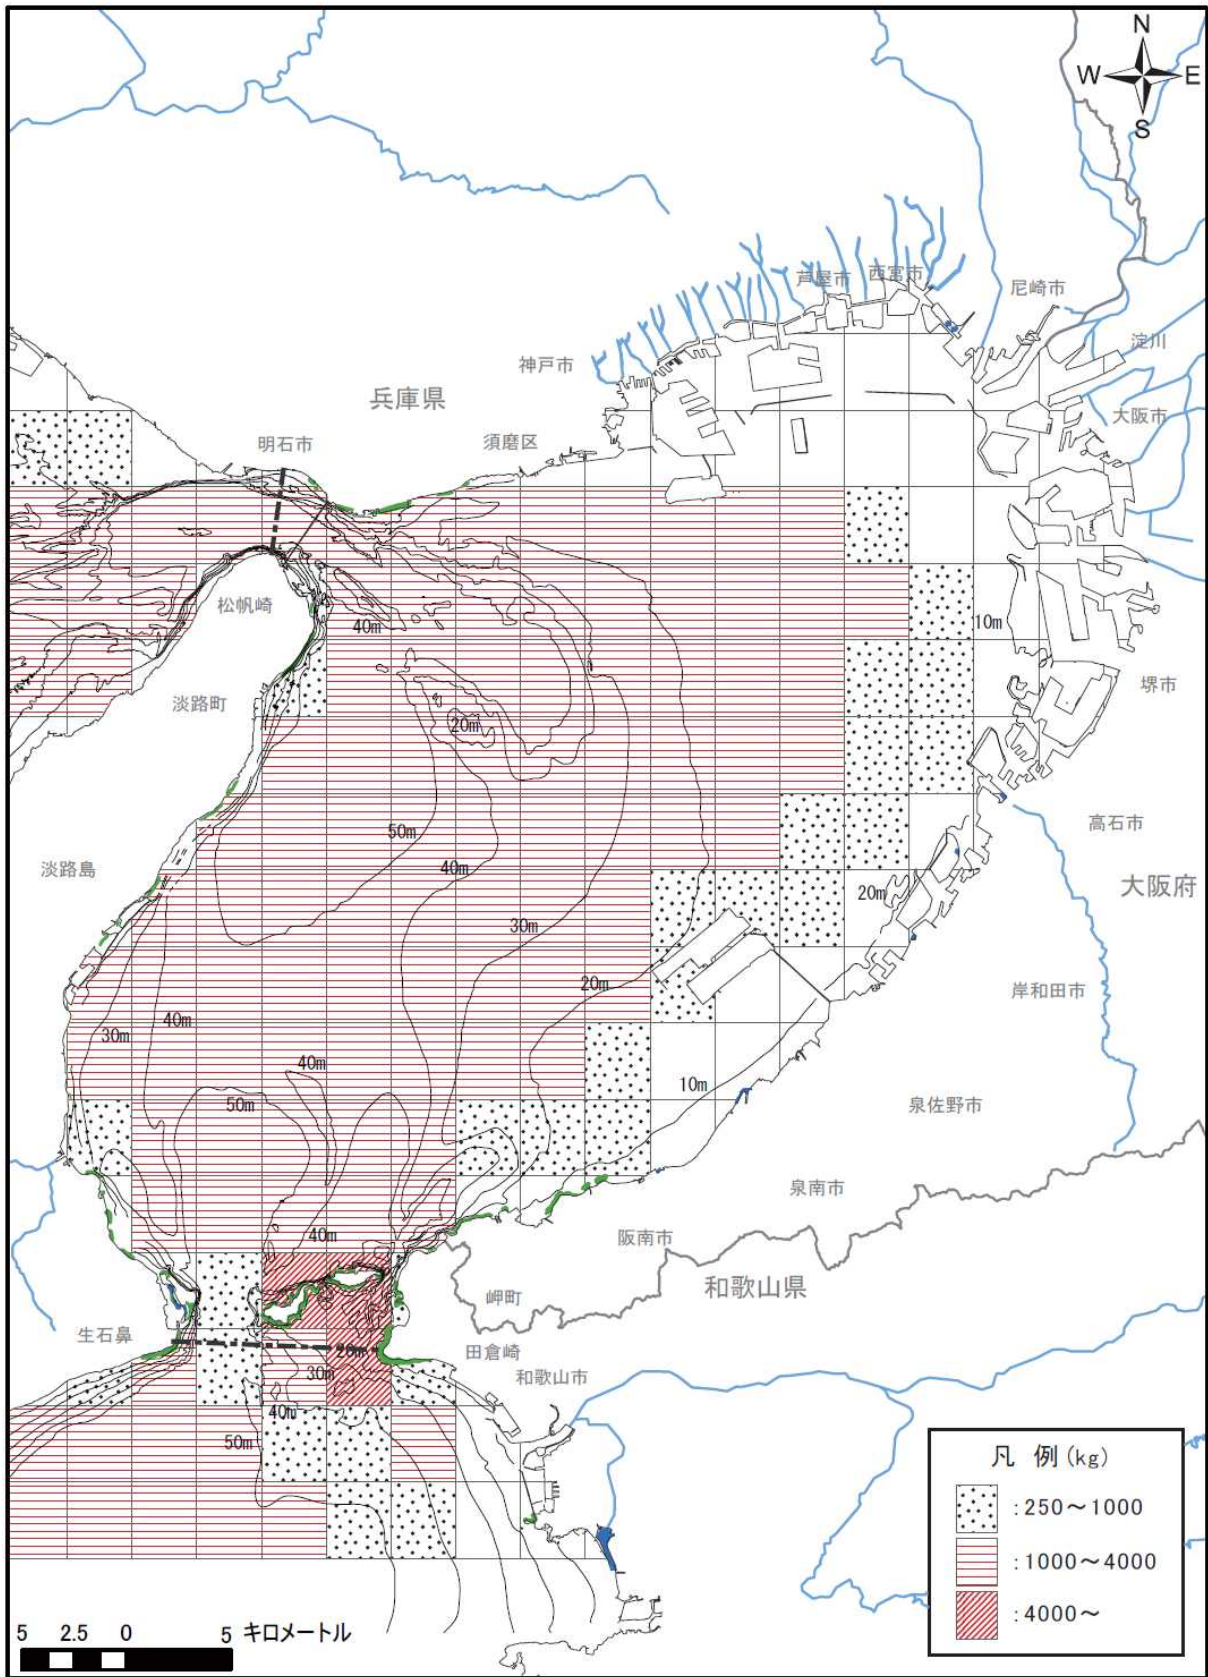 N
W E
S
芦屋市
西宮市
尼崎市
淀川
神戸市
兵庫県
大阪市
明石市
須磨区
松帆崎
40m
10m
堺市
淡路町
20m
50m
高石市
淡路島
40m
20m
大阪府
30m
20m
岸和田市
40m
30m
40m
10m
50m
泉佐野市
泉南市
40m
阪南市
和歌山県
岬町
生石鼻
20m
田倉崎
30m
和歌山市
40m
50m
凡 例(kg)
:250～1000
:1000～4000
:4000～
5 2.5 0 5 キロメートル